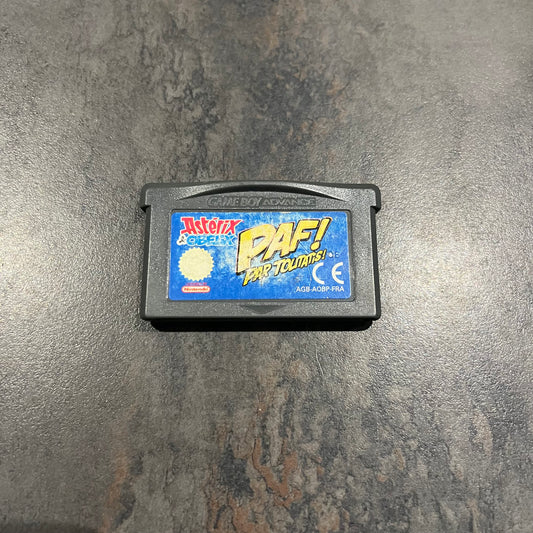 GAME BOY ADVANCE
Astérix
& OBELIX
PAF!
PAR TOUTATIS!
CE
Nintendo
AGB-AOBP-FRA